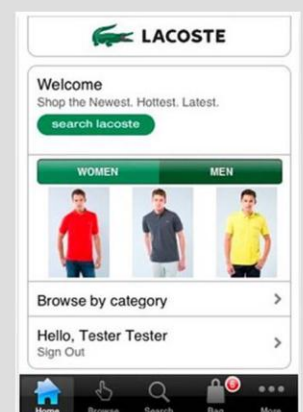 LACOSTE
Welcome
Shop the Newest. Hottest. Latest.
search lacoste
WOMEN MEN
Browse by category
Hello, Tester Tester
Sign Out
Home Browse Search Bag More